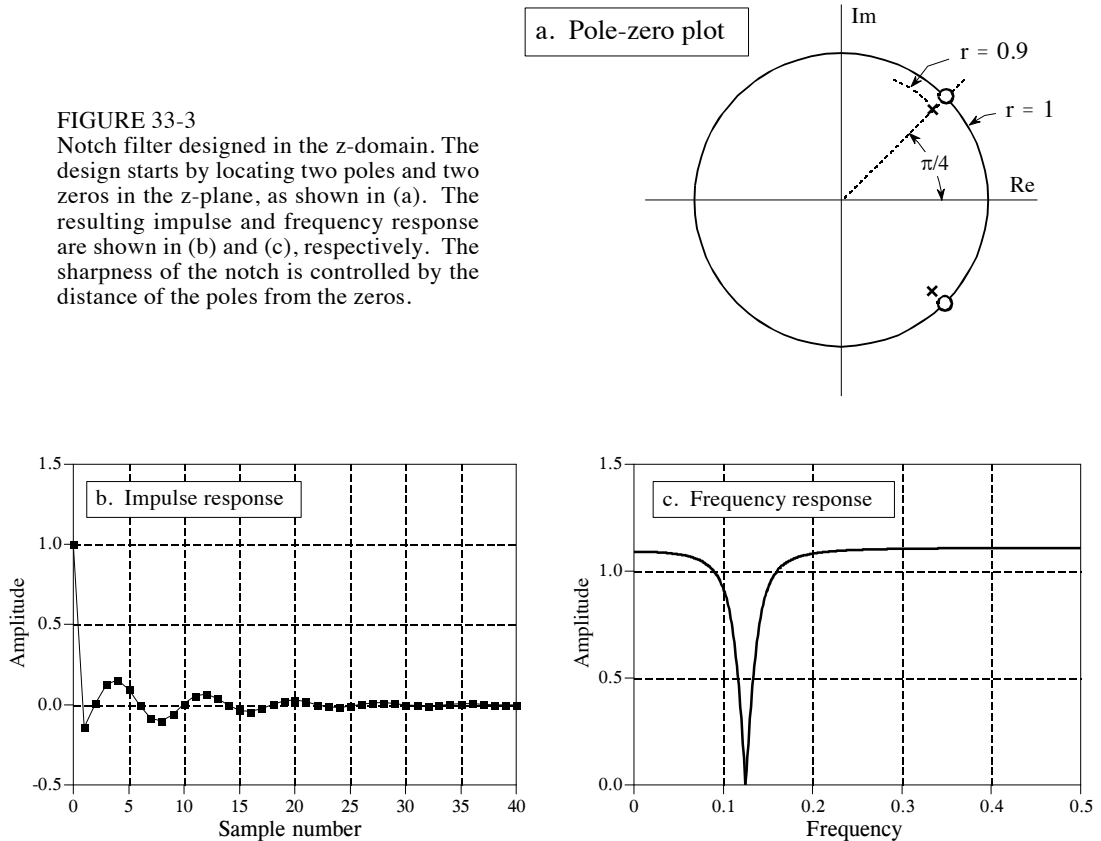 FIGURE 33-3
Notch filter designed in the z-domain. The
design starts by locating two poles and two
zeros in the z-plane, as shown in (a). The
resulting impulse and frequency response
are shown in (b) and (c), respectively. The
sharpness of the notch is controlled by the
distance of the poles from the zeros.
a. Pole-zero plot
Im
r = 0.9
r = 1
π/4
Re
b. Impulse response
Amplitude
1.5
1.0
0.5
0.0
-0.5
0 5 10 15 20 25 30 35 40
Sample number
c. Frequency response
Amplitude
1.5
1.0
0.5
0.0
0 0.1 0.2 0.3 0.4 0.5
Frequency